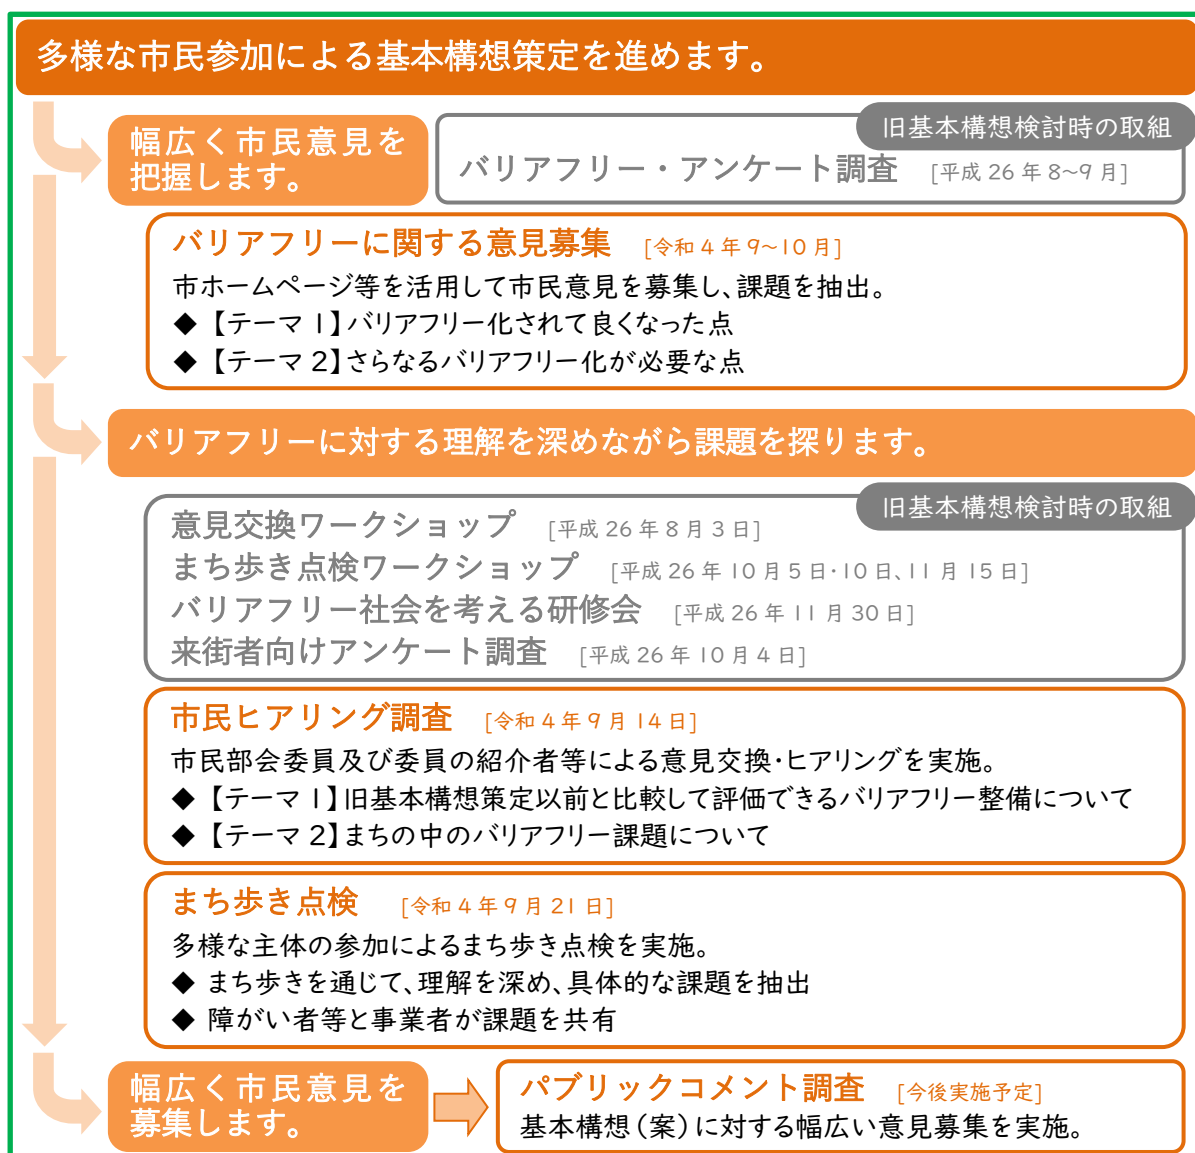 多様な市民参加による基本構想策定を進めます。
幅広く市民意見を
把握します。
旧基本構想検討時の取組
バリアフリー・アンケート調査 [平成 26 年 8~9 月]
バリアフリーに関する意見募集 [令和 4 年 9~10 月]
市ホームページ等を活用して市民意見を募集し、課題を抽出。
◆ 【テーマ 1】バリアフリー化されて良くなった点
◆ 【テーマ 2】さらなるバリアフリー化が必要な点
バリアフリーに対する理解を深めながら課題を探ります。
旧基本構想検討時の取組
意見交換ワークショップ [平成 26 年 8 月 3 日]
まち歩き点検ワークショップ [平成 26 年 10 月 5 日・10 日、11 月 15 日]
バリアフリー社会を考える研修会 [平成 26 年 11 月 30 日]
来街者向けアンケート調査 [平成 26 年 10 月 4 日]
市民ヒアリング調査 [令和 4 年 9 月 14 日]
市民部会委員及び委員の紹介者等による意見交換・ヒアリングを実施。
◆ 【テーマ 1】旧基本構想策定以前と比較して評価できるバリアフリー整備について
◆ 【テーマ 2】まちの中のバリアフリー課題について
まち歩き点検 [令和 4 年 9 月 21 日]
多様な主体の参加によるまち歩き点検を実施。
◆ まち歩きを通じて、理解を深め、具体的な課題を抽出
◆ 障がい者等と事業者が課題を共有
幅広く市民意見を
募集します。
パブリックコメント調査 [今後実施予定]
基本構想（案）に対する幅広い意見募集を実施。